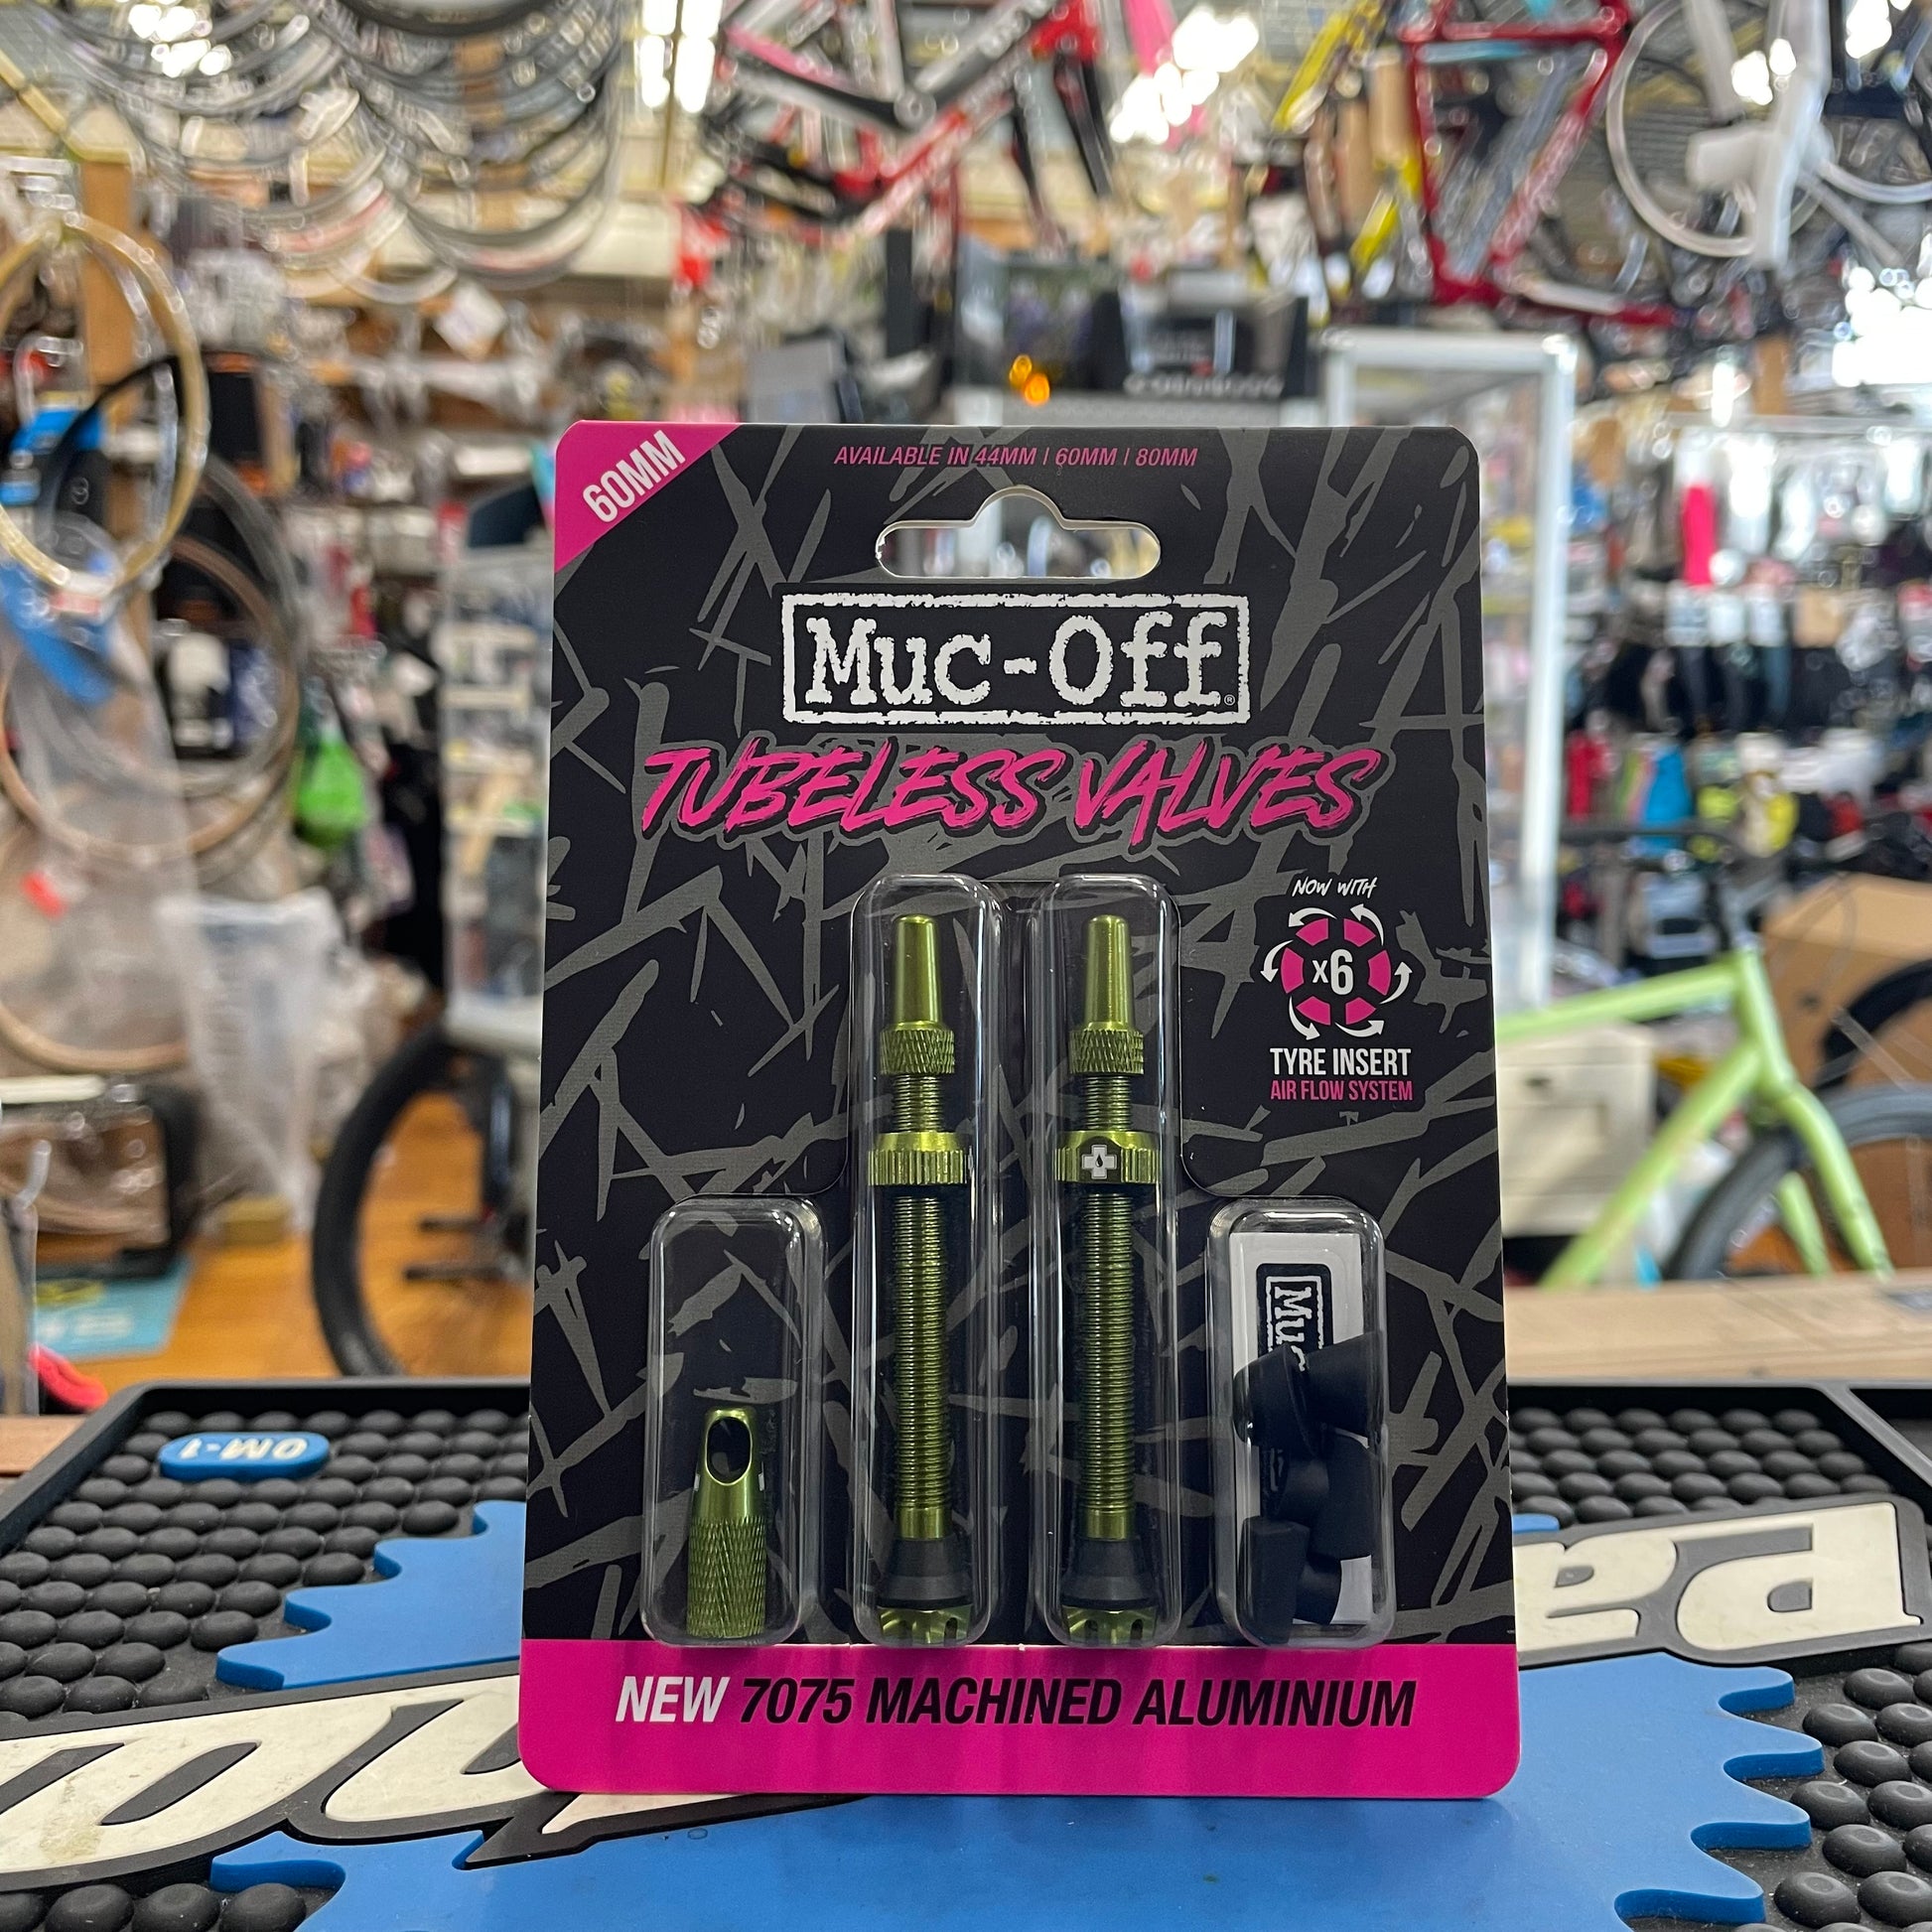 60MM
AVAILABLE IN 44MM | 60MM | 80MM
Muc-Off®
TUBELESS VALVES
NOW WITH
x6
TYRE INSERT
AIR FLOW SYSTEM
Muc
OM-1
NEW 7075 MACHINED ALUMINIUM